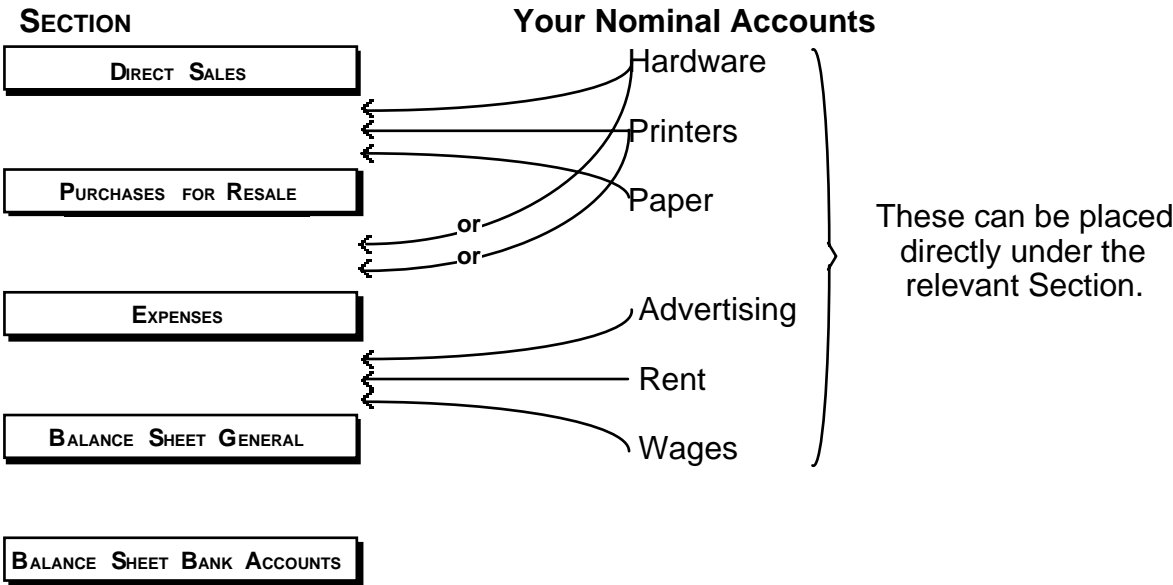 SECTION
Your Nominal Accounts
DIRECT SALES
Hardware
Printers
PURCHASES FOR RESALE
Paper
or
or
These can be placed
directly under the
relevant Section.
EXPENSES
Advertising
Rent
BALANCE SHEET GENERAL
Wages
BALANCE SHEET BANK ACCOUNTS